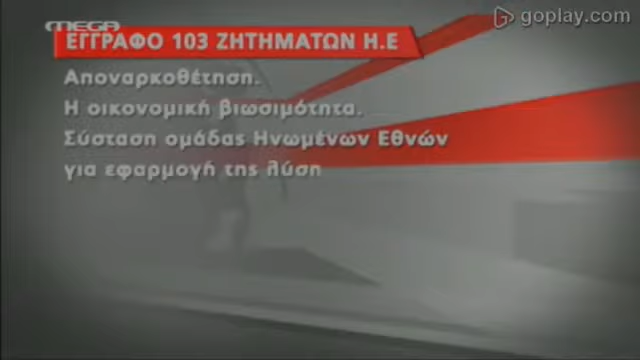 MEGA
goplay.com
ΕΓΓΡΑΦΟ 103 ΖΗΤΗΜΑΤΩΝ Η.Ε
Αποναρκοθέτηση.
Η οικονομική βιωσιμότητα.
Σύσταση ομάδας Ηνωμένων Εθνών
για εφαρμογή της λύση